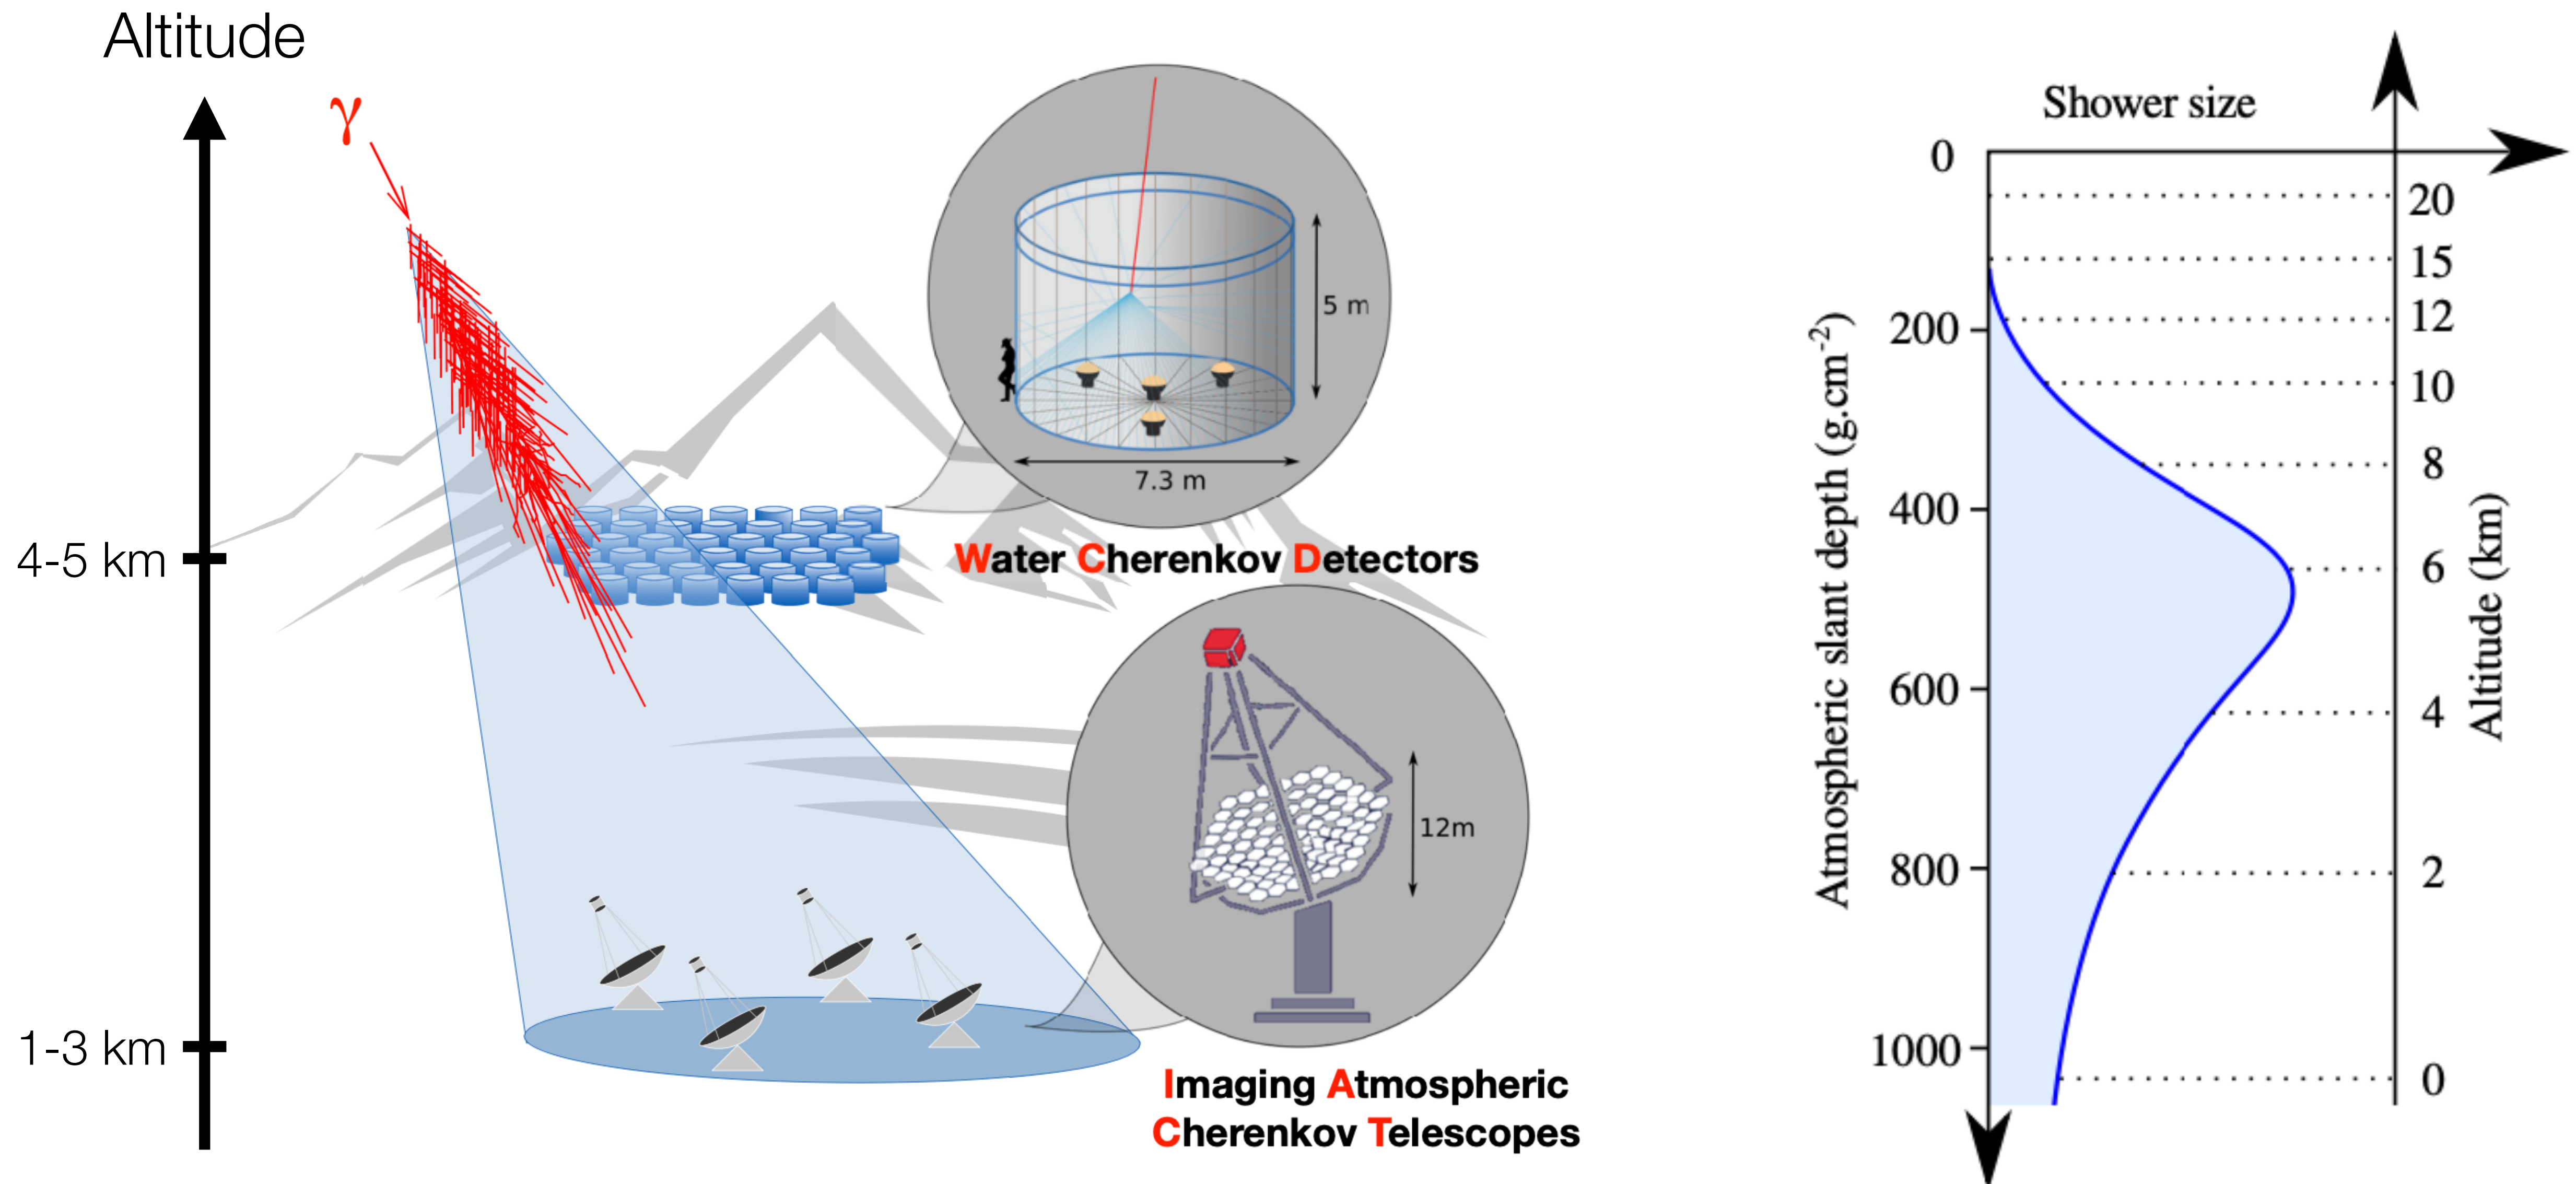 Altitude
γ
4-5 km
1-3 km
5 m
7.3 m
Water Cherenkov Detectors
12m
Imaging Atmospheric
Cherenkov Telescopes
Shower size
Atmospheric slant depth (g.cm⁻²)
0
200
400
600
800
1000
20
15
12
10
8
6
4
2
0
Altitude (km)